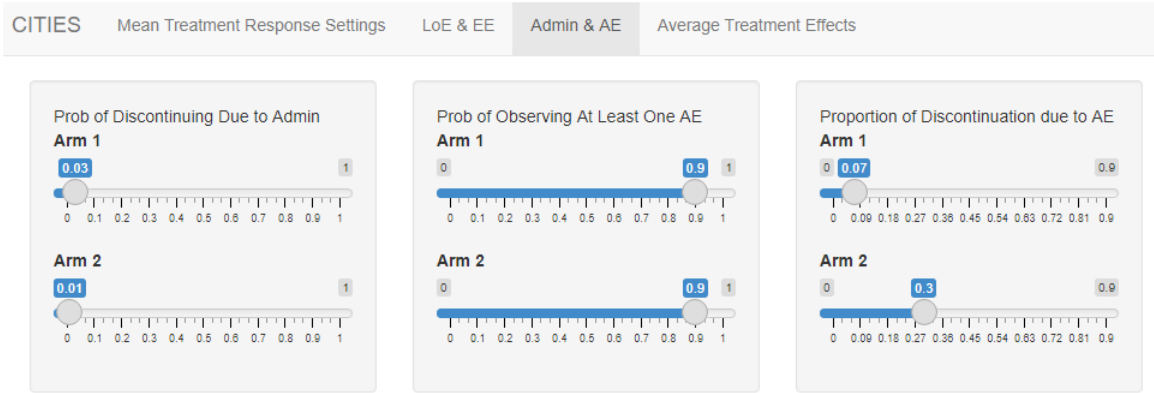 CITIES Mean Treatment Response Settings LoE & EE Admin & AE Average Treatment Effects
Prob of Discontinuing Due to Admin
Arm 1
0.03 1
0 0.1 0.2 0.3 0.4 0.5 0.6 0.7 0.8 0.9 1
Arm 2
0.01 1
0 0.1 0.2 0.3 0.4 0.5 0.6 0.7 0.8 0.9 1
Prob of Observing At Least One AE
Arm 1
0 0.9 1
0 0.1 0.2 0.3 0.4 0.5 0.6 0.7 0.8 0.9 1
Arm 2
0 0.9 1
0 0.1 0.2 0.3 0.4 0.5 0.6 0.7 0.8 0.9 1
Proportion of Discontinuation due to AE
Arm 1
0 0.07 0.9
0 0.09 0.18 0.27 0.36 0.45 0.54 0.63 0.72 0.81 0.9
Arm 2
0 0.3 0.9
0 0.09 0.18 0.27 0.36 0.45 0.54 0.63 0.72 0.81 0.9